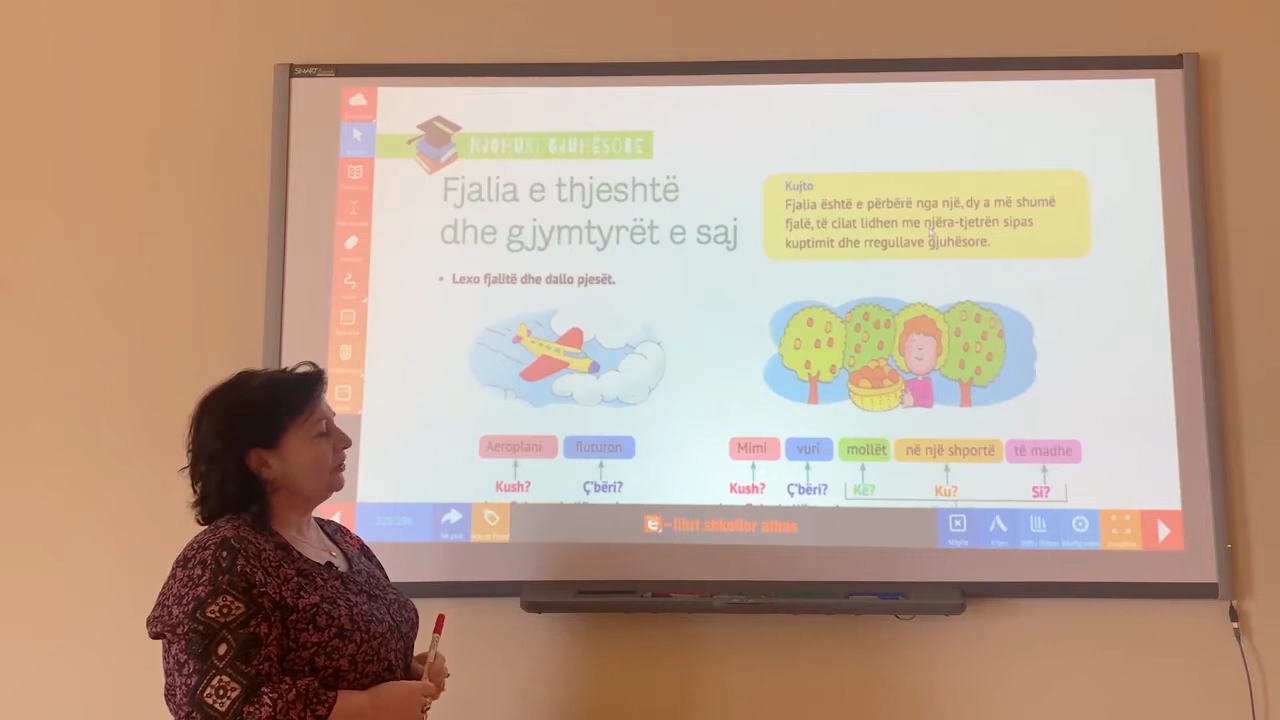 SMART
NJOHURI GJUHËSORE
Fjalia e thjeshtë
dhe gjymtyrët e saj
Kujto
Fjalia është e përbërë nga një, dy a më shumë
fjalë, të cilat lidhen me njëra-tjetrën sipas
kuptimit dhe rregullave gjuhësore.
• Lexo fjalitë dhe dallo pjesët.
Aeroplani fluturon
Kush? Ç'bëri?
Mimi vuri mollët në një shportë të madhe
Kush? Ç'bëri? Kë? Ku? Si?
e-libri shkollor albas